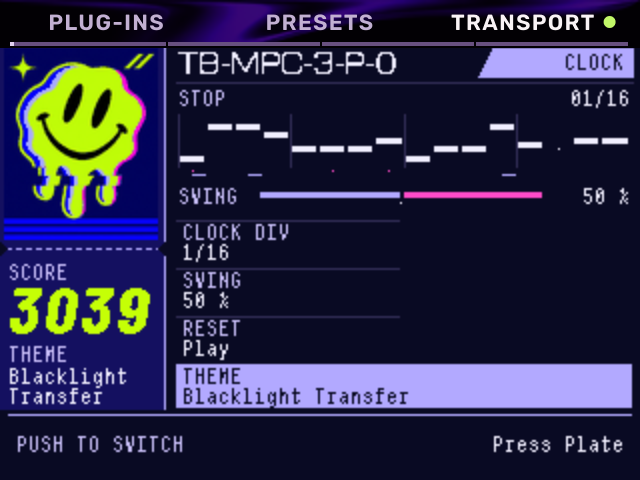 PLUG-INS PRESETS TRANSPORT
TB-MPC-3-P-O CLOCK
STOP 01/16
SWING 50 %
CLOCK DIV
1/16
SWING
50 %
RESET
Play
THEME
Blacklight Transfer
SCORE
3039
THEME
Blacklight
Transfer
PUSH TO SWITCH Press Plate